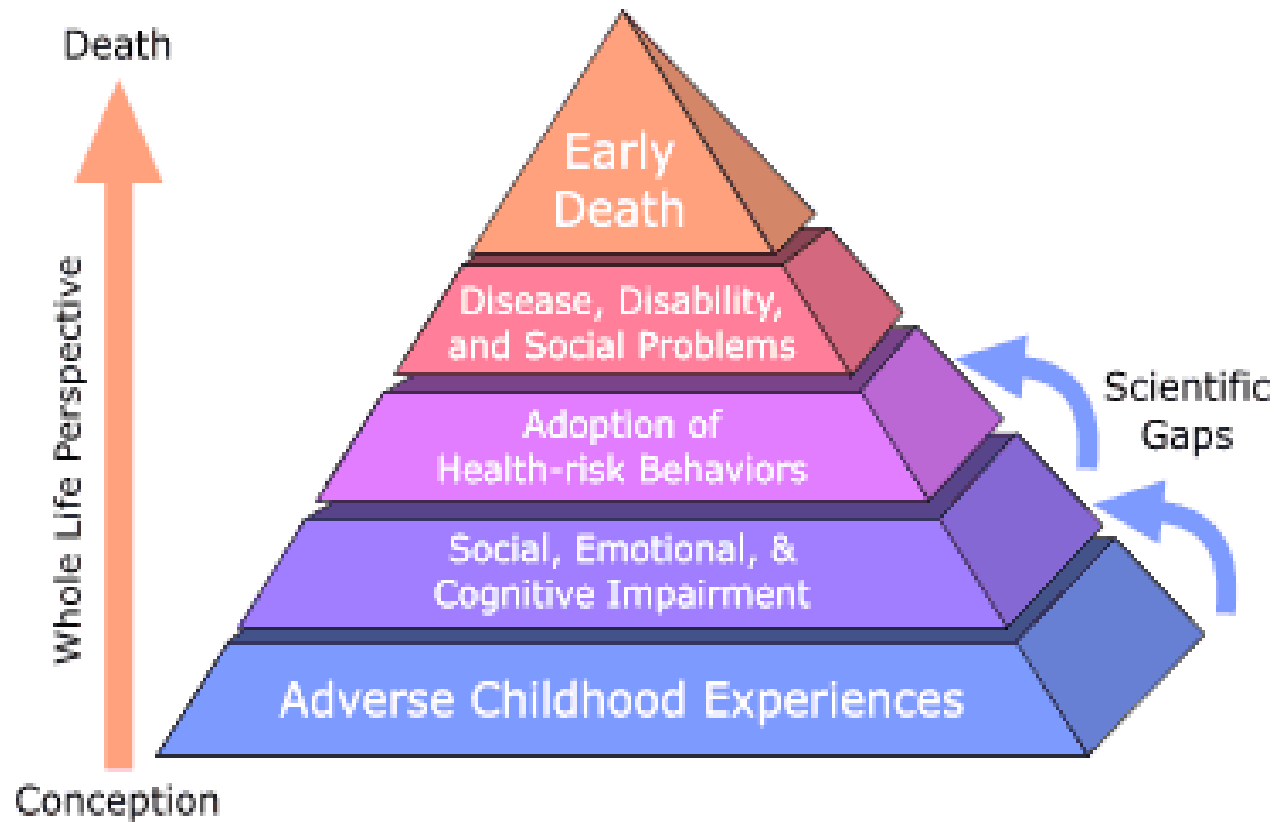 Death
Whole Life Perspective
Conception
Early
Death
Disease, Disability,
and Social Problems
Adoption of
Health-risk Behaviors
Social, Emotional, &
Cognitive Impairment
Adverse Childhood Experiences
Scientific
Gaps